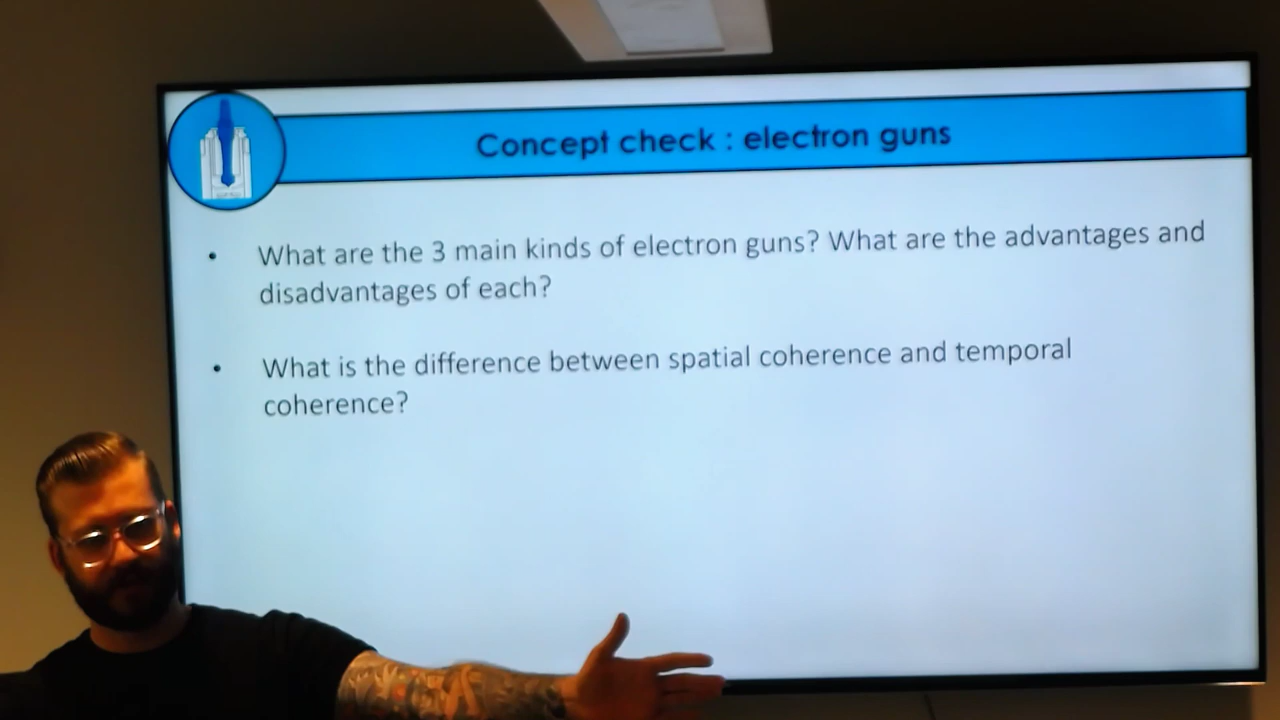 Concept check : electron guns
• What are the 3 main kinds of electron guns? What are the advantages and
disadvantages of each?
• What is the difference between spatial coherence and temporal
coherence?